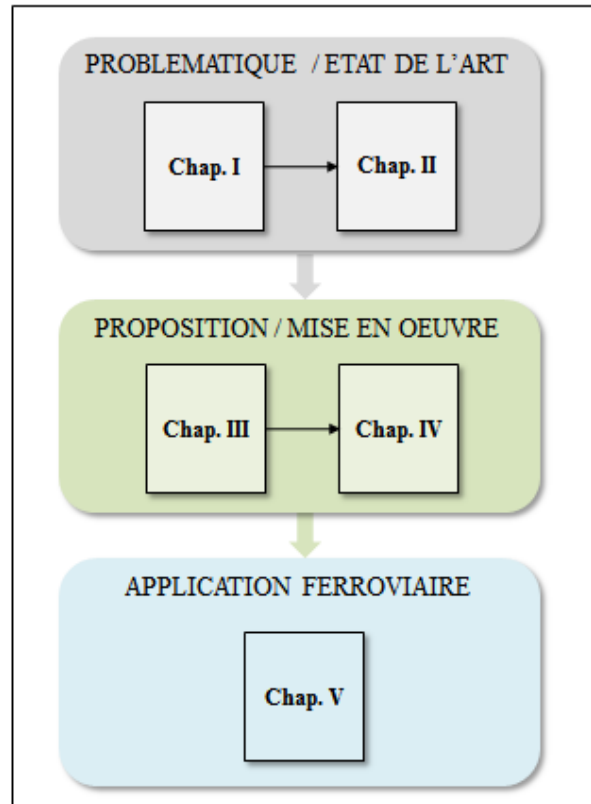 PROBLEMATIQUE / ETAT DE L'ART
Chap. I
Chap. II
PROPOSITION / MISE EN OEUVRE
Chap. III
Chap. IV
APPLICATION FERROVIAIRE
Chap. V